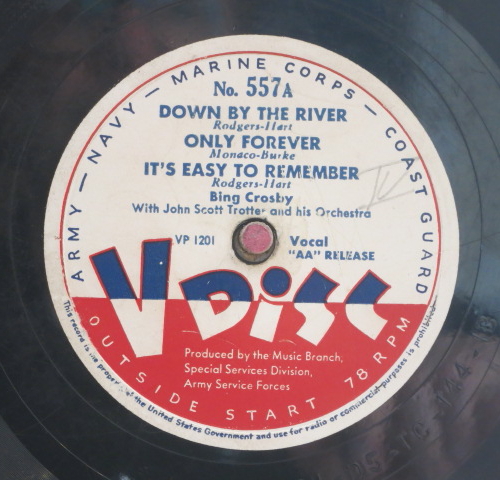 ARMY — NAVY — MARINE CORPS — COAST GUARD
No. 557A
DOWN BY THE RIVER
Rodgers-Hart
ONLY FOREVER
Monaco-Burke
IT'S EASY TO REMEMBER
Rodgers-Hart
Bing Crosby
With John Scott Trotter and his Orchestra
IV
VP 1201
Vocal
"AA" RELEASE
V DISC
Produced by the Music Branch,
Special Services Division,
Army Service Forces
OUTSIDE START 78 RPM
This record is the property of the United States Government and use for radio or commercial purposes is prohibited.